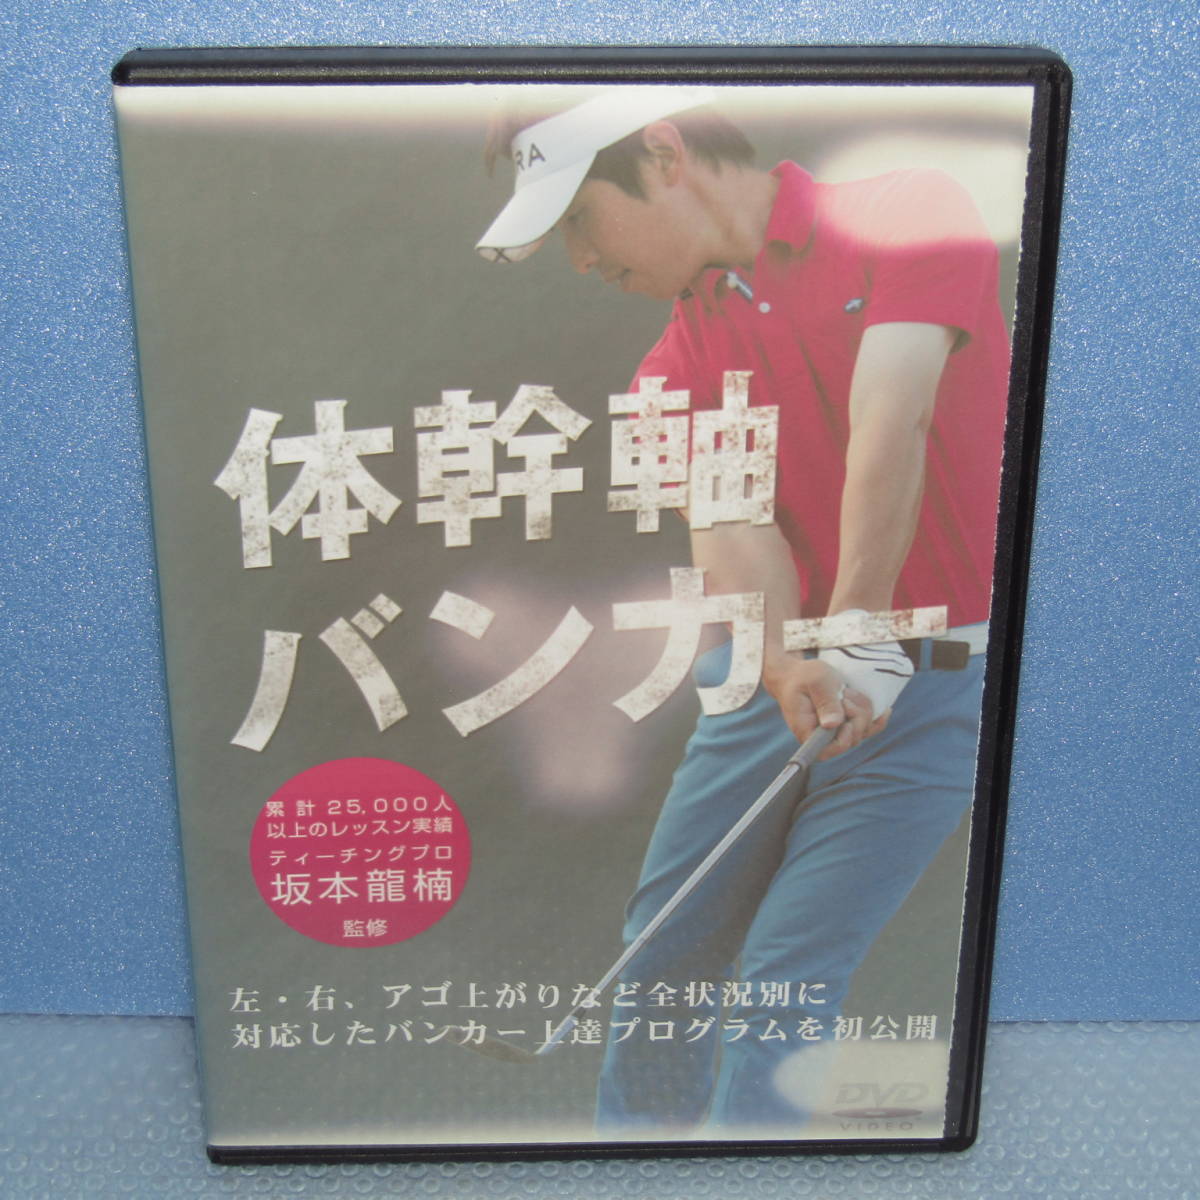 RA
体幹軸
バンカー
累計25,000人
以上のレッスン実績
ティーチングプロ
坂本龍楠
監修
左・右、アゴ上がりなど全状況別に
対応したバンカー上達プログラムを初公開
DVD
VIDEO